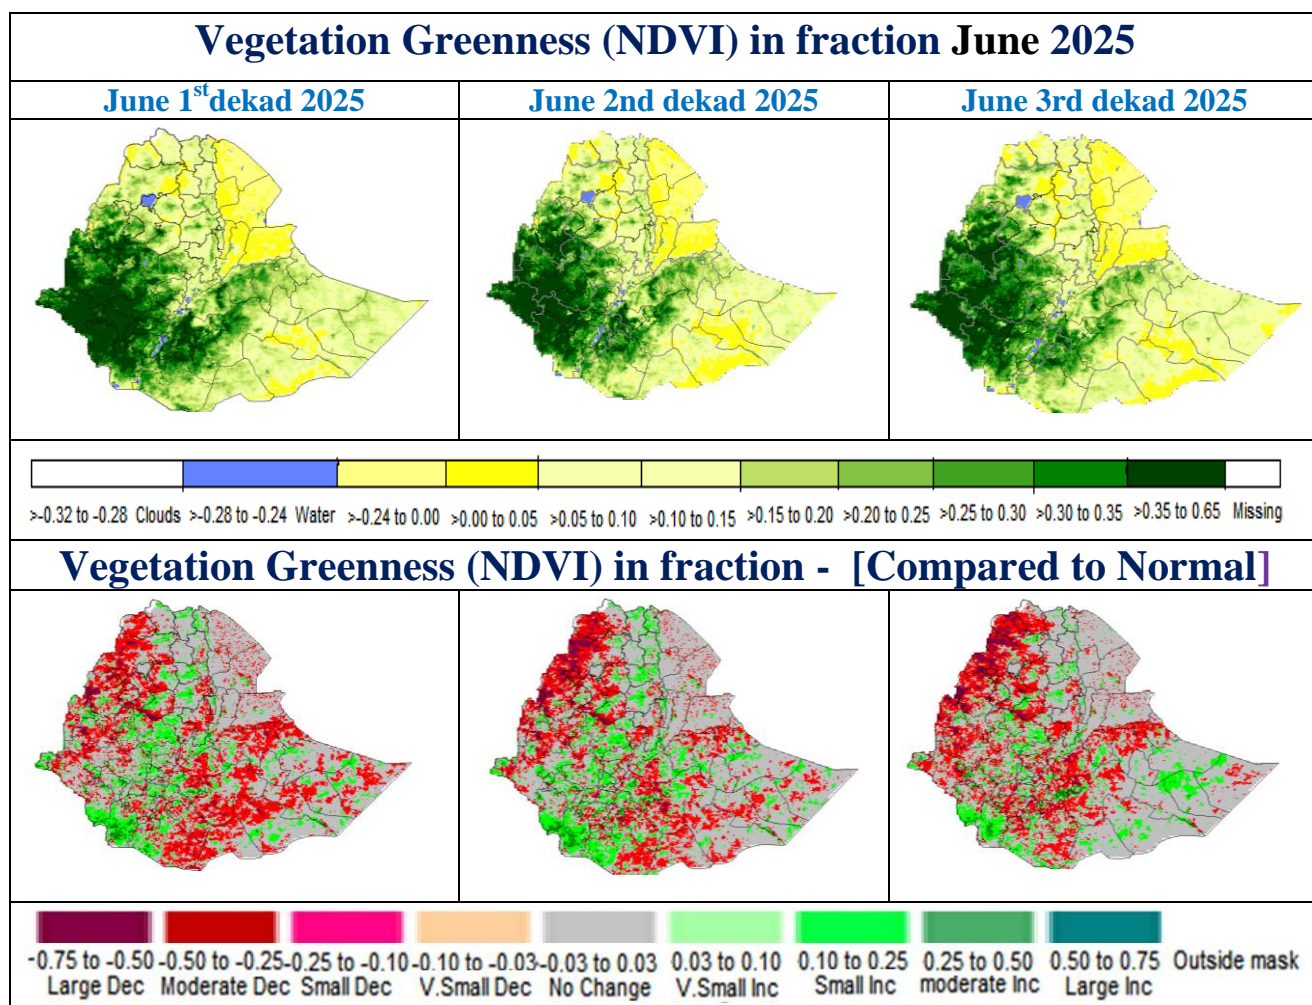 Vegetation Greenness (NDVI) in fraction June 2025
June 1st dekad 2025
June 2nd dekad 2025
June 3rd dekad 2025
>-0.32 to -0.28 Clouds >-0.28 to -0.24 Water >-0.24 to 0.00 >0.00 to 0.05 >0.05 to 0.10 >0.10 to 0.15 >0.15 to 0.20 >0.20 to 0.25 >0.25 to 0.30 >0.30 to 0.35 >0.35 to 0.65 Missing
Vegetation Greenness (NDVI) in fraction - [Compared to Normal]
-0.75 to -0.50 -0.50 to -0.25 -0.25 to -0.10 -0.10 to -0.03 -0.03 to 0.03 0.03 to 0.10 0.10 to 0.25 0.25 to 0.50 0.50 to 0.75 Outside mask
Large Dec Moderate Dec Small Dec V.Small Dec No Change V.Small Inc Small Inc moderate Inc Large Inc